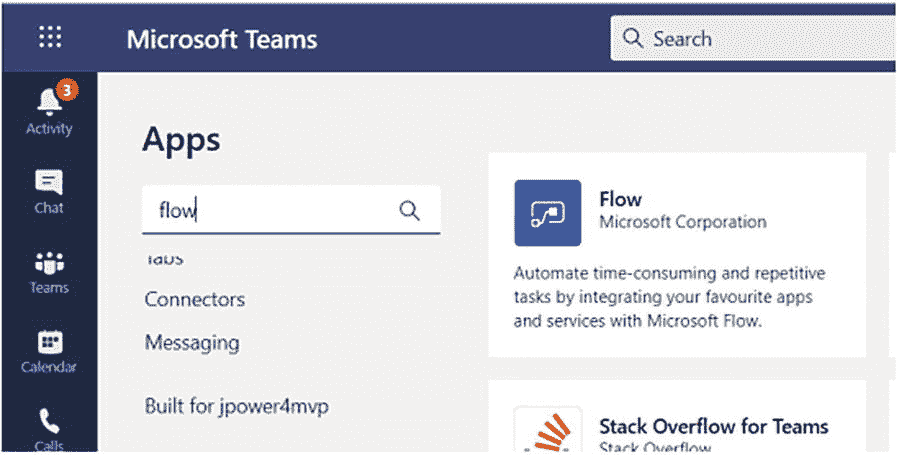 Microsoft Teams
Search
3
Activity
Chat
Teams
Calendar
Calls
Apps
flow
Tabs
Connectors
Messaging
Built for jpower4mvp
Flow
Microsoft Corporation
Automate time-consuming and repetitive
tasks by integrating your favourite apps
and services with Microsoft Flow.
Stack Overflow for Teams
Stack Overflow